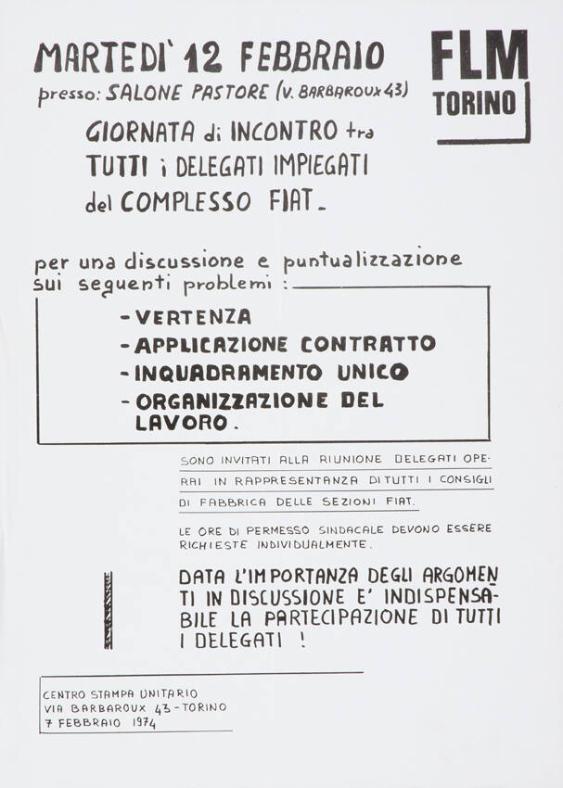 MARTEDI' 12 FEBBRAIO
presso: SALONE PASTORE (V. BARBAROUX 43)
FLM
TORINO
GIORNATA di INCONTRO tra
TUTTI i DELEGATI IMPIEGATI
del COMPLESSO FIAT_
per una discussione e puntualizzazione
sui seguenti problemi:
- VERTENZA
- APPLICAZIONE CONTRATTO
- INQUADRAMENTO UNICO
- ORGANIZZAZIONE DEL
LAVORO.
SONO INVITATI ALLA RIUNIONE DELEGATI OPE-
RAI IN RAPPRESENTANZA DI TUTTI I CONSIGLI
DI FABBRICA DELLE SEZIONI FIAT.
LE ORE DI PERMESSO SINDACALE DEVONO ESSERE
RICHIESTE INDIVIDUALMENTE.
DATA L'IMPORTANZA DEGLI ARGOMEN
TI IN DISCUSSIONE E' INDISPENSA-
BILE LA PARTECIPAZIONE DI TUTTI
I DELEGATI !
CENTRO STAMPA UNITARIO
VIA BARBAROUX 43 - TORINO
7 FEBBRAIO 1974